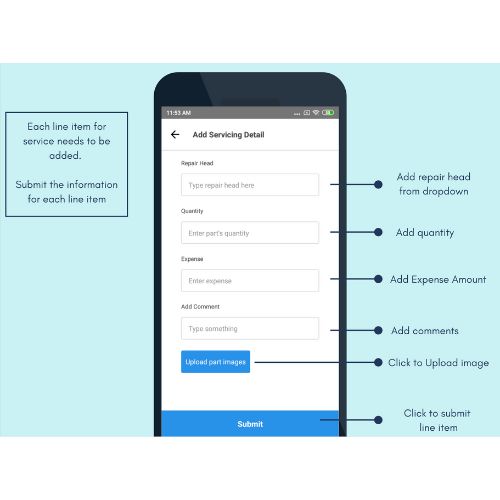 Each line item for
service needs to be
added.
Submit the information
for each line item
11:53 AM
Add Servicing Detail
Repair Head
Type repair head here
Add repair head
from dropdown
Quantity
Enter part's quantity
Add quantity
Expense
Enter expense
Add Expense Amount
Add Comment
Type something
Add comments
Upload part images
Click to Upload image
Submit
Click to submit
line item